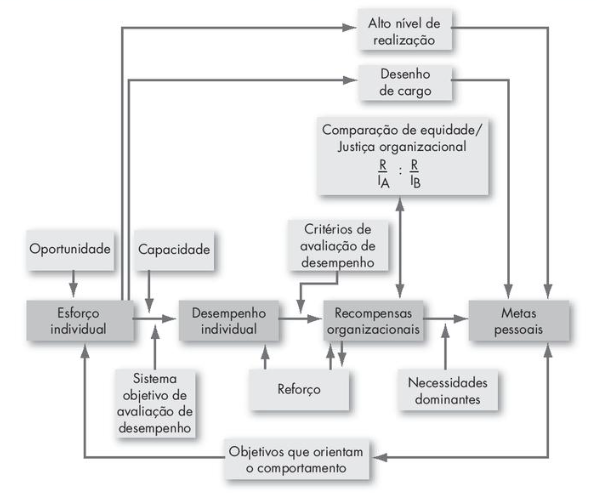 Alto nível de
realização
Desenho
de cargo
Comparação de equidade/
Justiça organizacional
R : R
IA IB
Critérios de
avaliação de
desempenho
Oportunidade
Capacidade
Esforço
individual
Desempenho
individual
Recompensas
organizacionais
Metas
pessoais
Sistema
objetivo de
avaliação de
desempenho
Reforço
Necessidades
dominantes
Objetivos que orientam
o comportamento